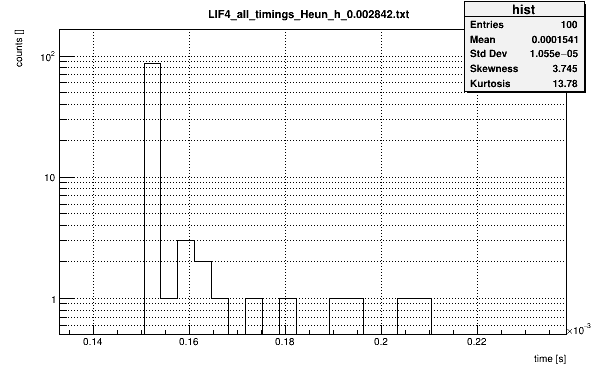 LIF4_all_timings_Heun_h_0.002842.txt
hist
Entries 100
Mean 0.0001541
Std Dev 1.055e−05
Skewness 3.745
Kurtosis 13.78
counts []
10²
10
1
0.14 0.16 0.18 0.2 0.22
×10⁻³
time [s]